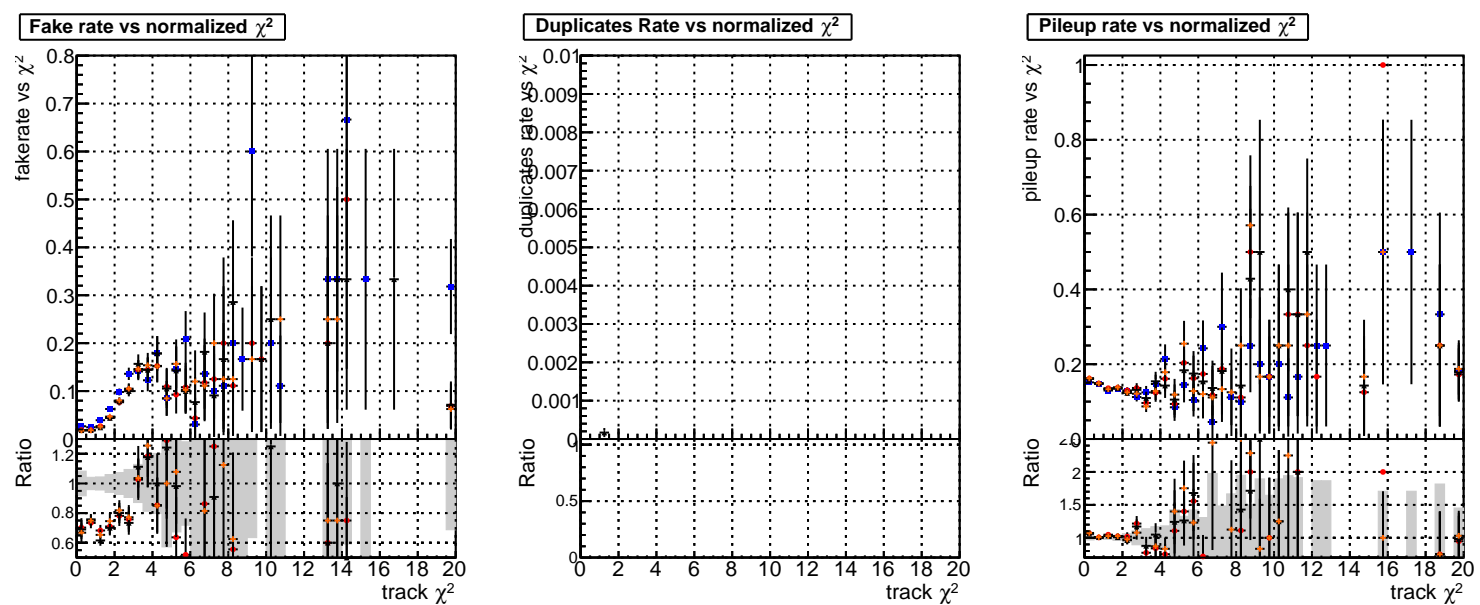 Fake rate vs normalized χ²
fakerate vs χ²
0.8
0.7
0.6
0.5
0.4
0.3
0.2
0.1
0
Ratio
1.2
1
0.8
0.6
0 2 4 6 8 10 12 14 16 18 20
track χ²
Duplicates Rate vs normalized χ²
duplicates rate vs χ²
0.01
0.009
0.008
0.007
0.006
0.005
0.004
0.003
0.002
0.001
0
Ratio
1
0.5
0
0 2 4 6 8 10 12 14 16 18 20
track χ²
Pileup rate vs normalized χ²
pileup rate vs χ²
1
0.8
0.6
0.4
0.2
0
Ratio
2
1.5
1
0 2 4 6 8 10 12 14 16 18 20
track χ²